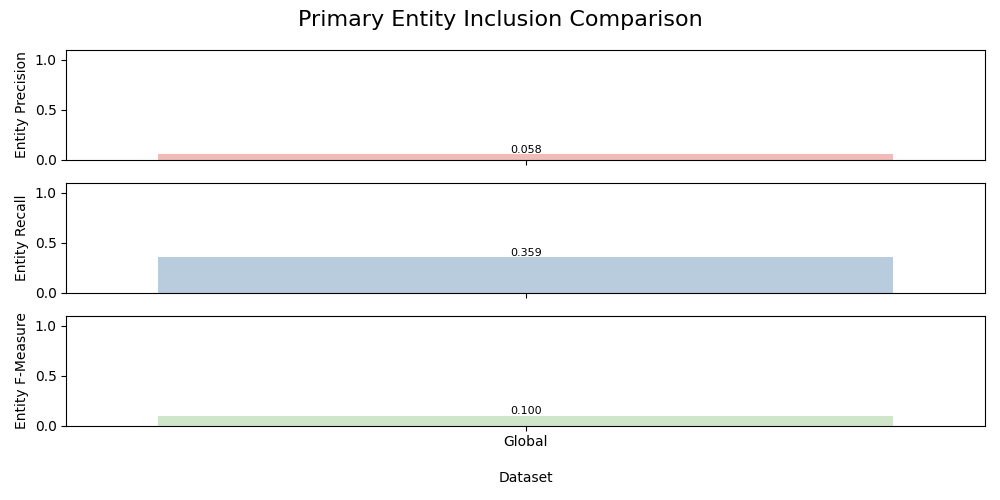 Primary Entity Inclusion Comparison
Entity Precision
1.0
0.5
0.0
0.058
Entity Recall
1.0
0.5
0.0
0.359
Entity F-Measure
1.0
0.5
0.0
0.100
Global
Dataset